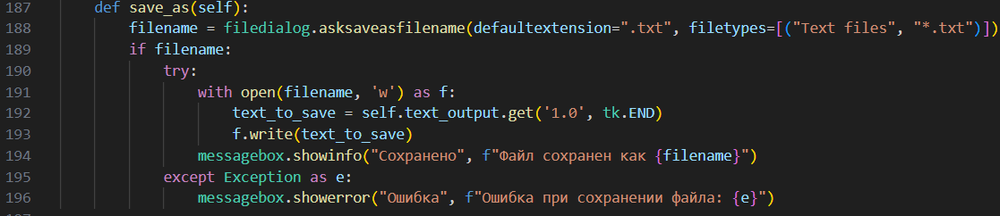 187 def save_as(self):
188 filename = filedialog.asksaveasfilename(defaultextension=".txt", filetypes=[("Text files", "*.txt")])
189 if filename:
190 try:
191 with open(filename, 'w') as f:
192 text_to_save = self.text_output.get('1.0', tk.END)
193 f.write(text_to_save)
194 messagebox.showinfo("Сохранено", f"Файл сохранен как {filename}")
195 except Exception as e:
196 messagebox.showerror("Ошибка", f"Ошибка при сохранении файла: {e}")